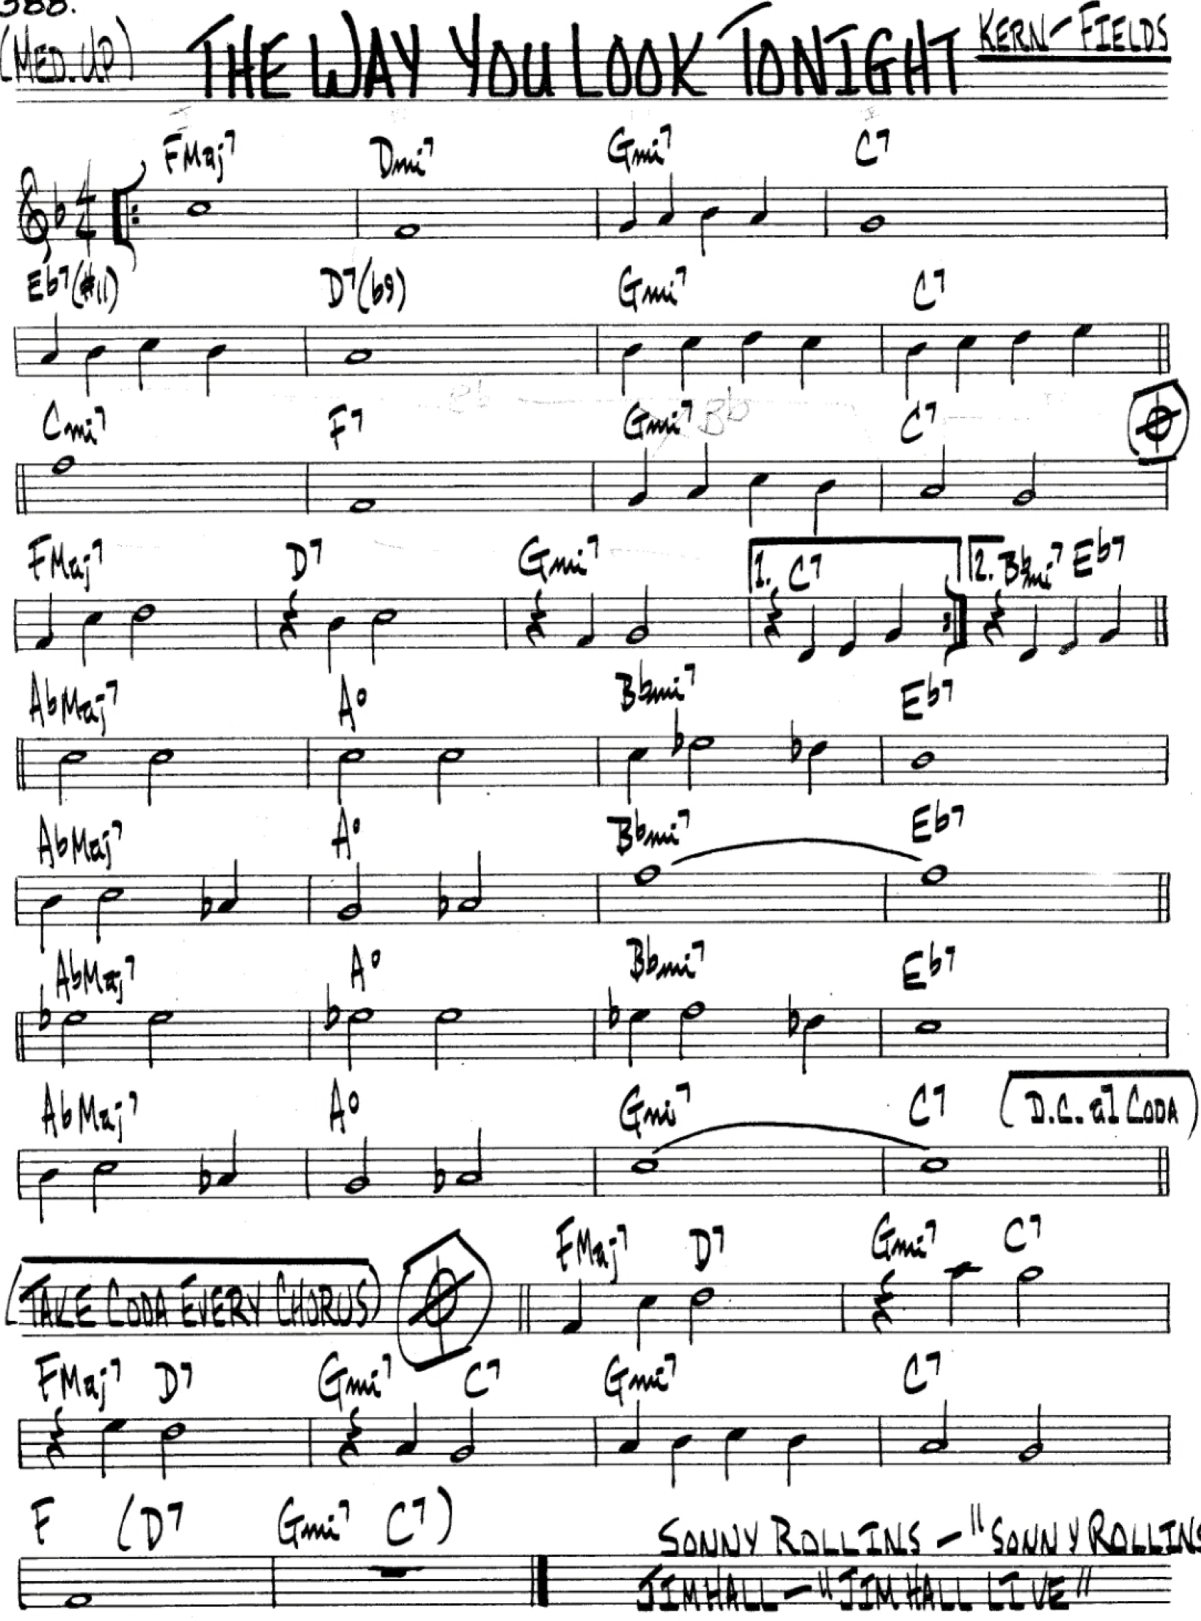 388.
(MED. UP) THE WAY YOU LOOK TONIGHT KERN-FIELDS
FMaj7 Dmi7 Gmi7 C7
4
4
Eb7(#11) D7(b9) Gmi7 C7
Cmi7 F7 Gmi7 Bb C7
FMaj7 D7 Gmi7 1. C7 2. Bbmi7 Eb7
AbMaj7 A° Bbmi7 Eb7
AbMaj7 A° Bbmi7 Eb7
AbMaj7 A° Bbmi7 Eb7
AbMaj7 A° Gmi7 C7 (D.C. al CODA)
FMaj7 D7 Gmi7 C7
(TAKE CODA EVERY CHORUS)
FMaj7 D7 Gmi7 C7 Gmi7 C7
F (D7 Gmi7 C7)
SONNY ROLLINS - "SONNY ROLLINS
JIM HALL - "JIM HALL LIVE"